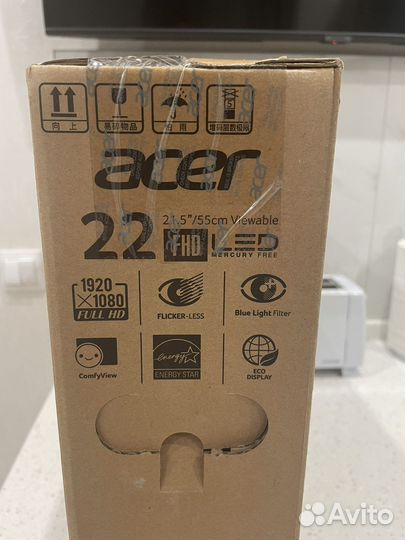 5
向上
易碎物品
怕雨
堆码层数极限
acer
22
21.5"/55cm Viewable
FHD
LED
MERCURY FREE
1920
X1080
FULL HD
FLICKER-LESS
Blue Light Filter
ComfyView
energy
ENERGY STAR
ECO
DISPLAY
Avito